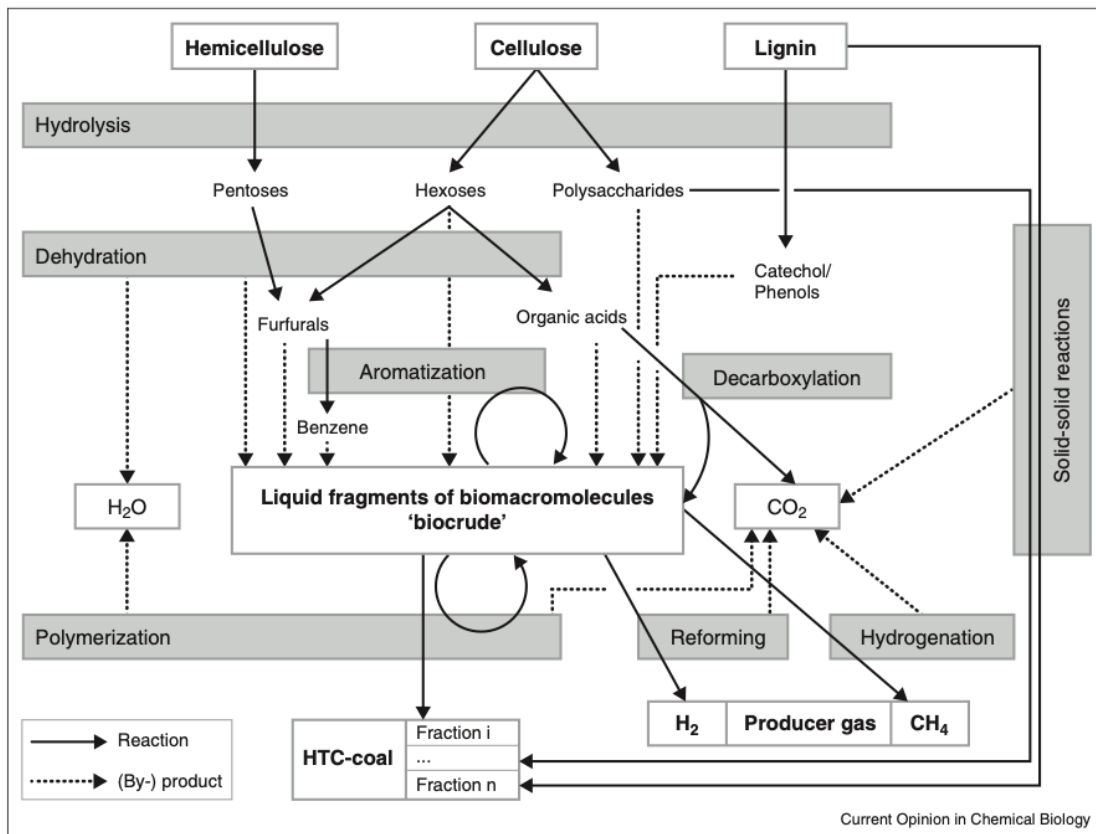 Hemicellulose
Cellulose
Lignin
Hydrolysis
Pentoses
Hexoses
Polysaccharides
Dehydration
Catechol/
Phenols
Furfurals
Organic acids
Aromatization
Decarboxylation
Solid-solid reactions
Benzene
Liquid fragments of biomacromolecules
‘biocrude’
H₂O
CO₂
Polymerization
Reforming
Hydrogenation
H₂
Producer gas
CH₄
Reaction
(By-) product
HTC-coal
Fraction i
...
Fraction n
Current Opinion in Chemical Biology